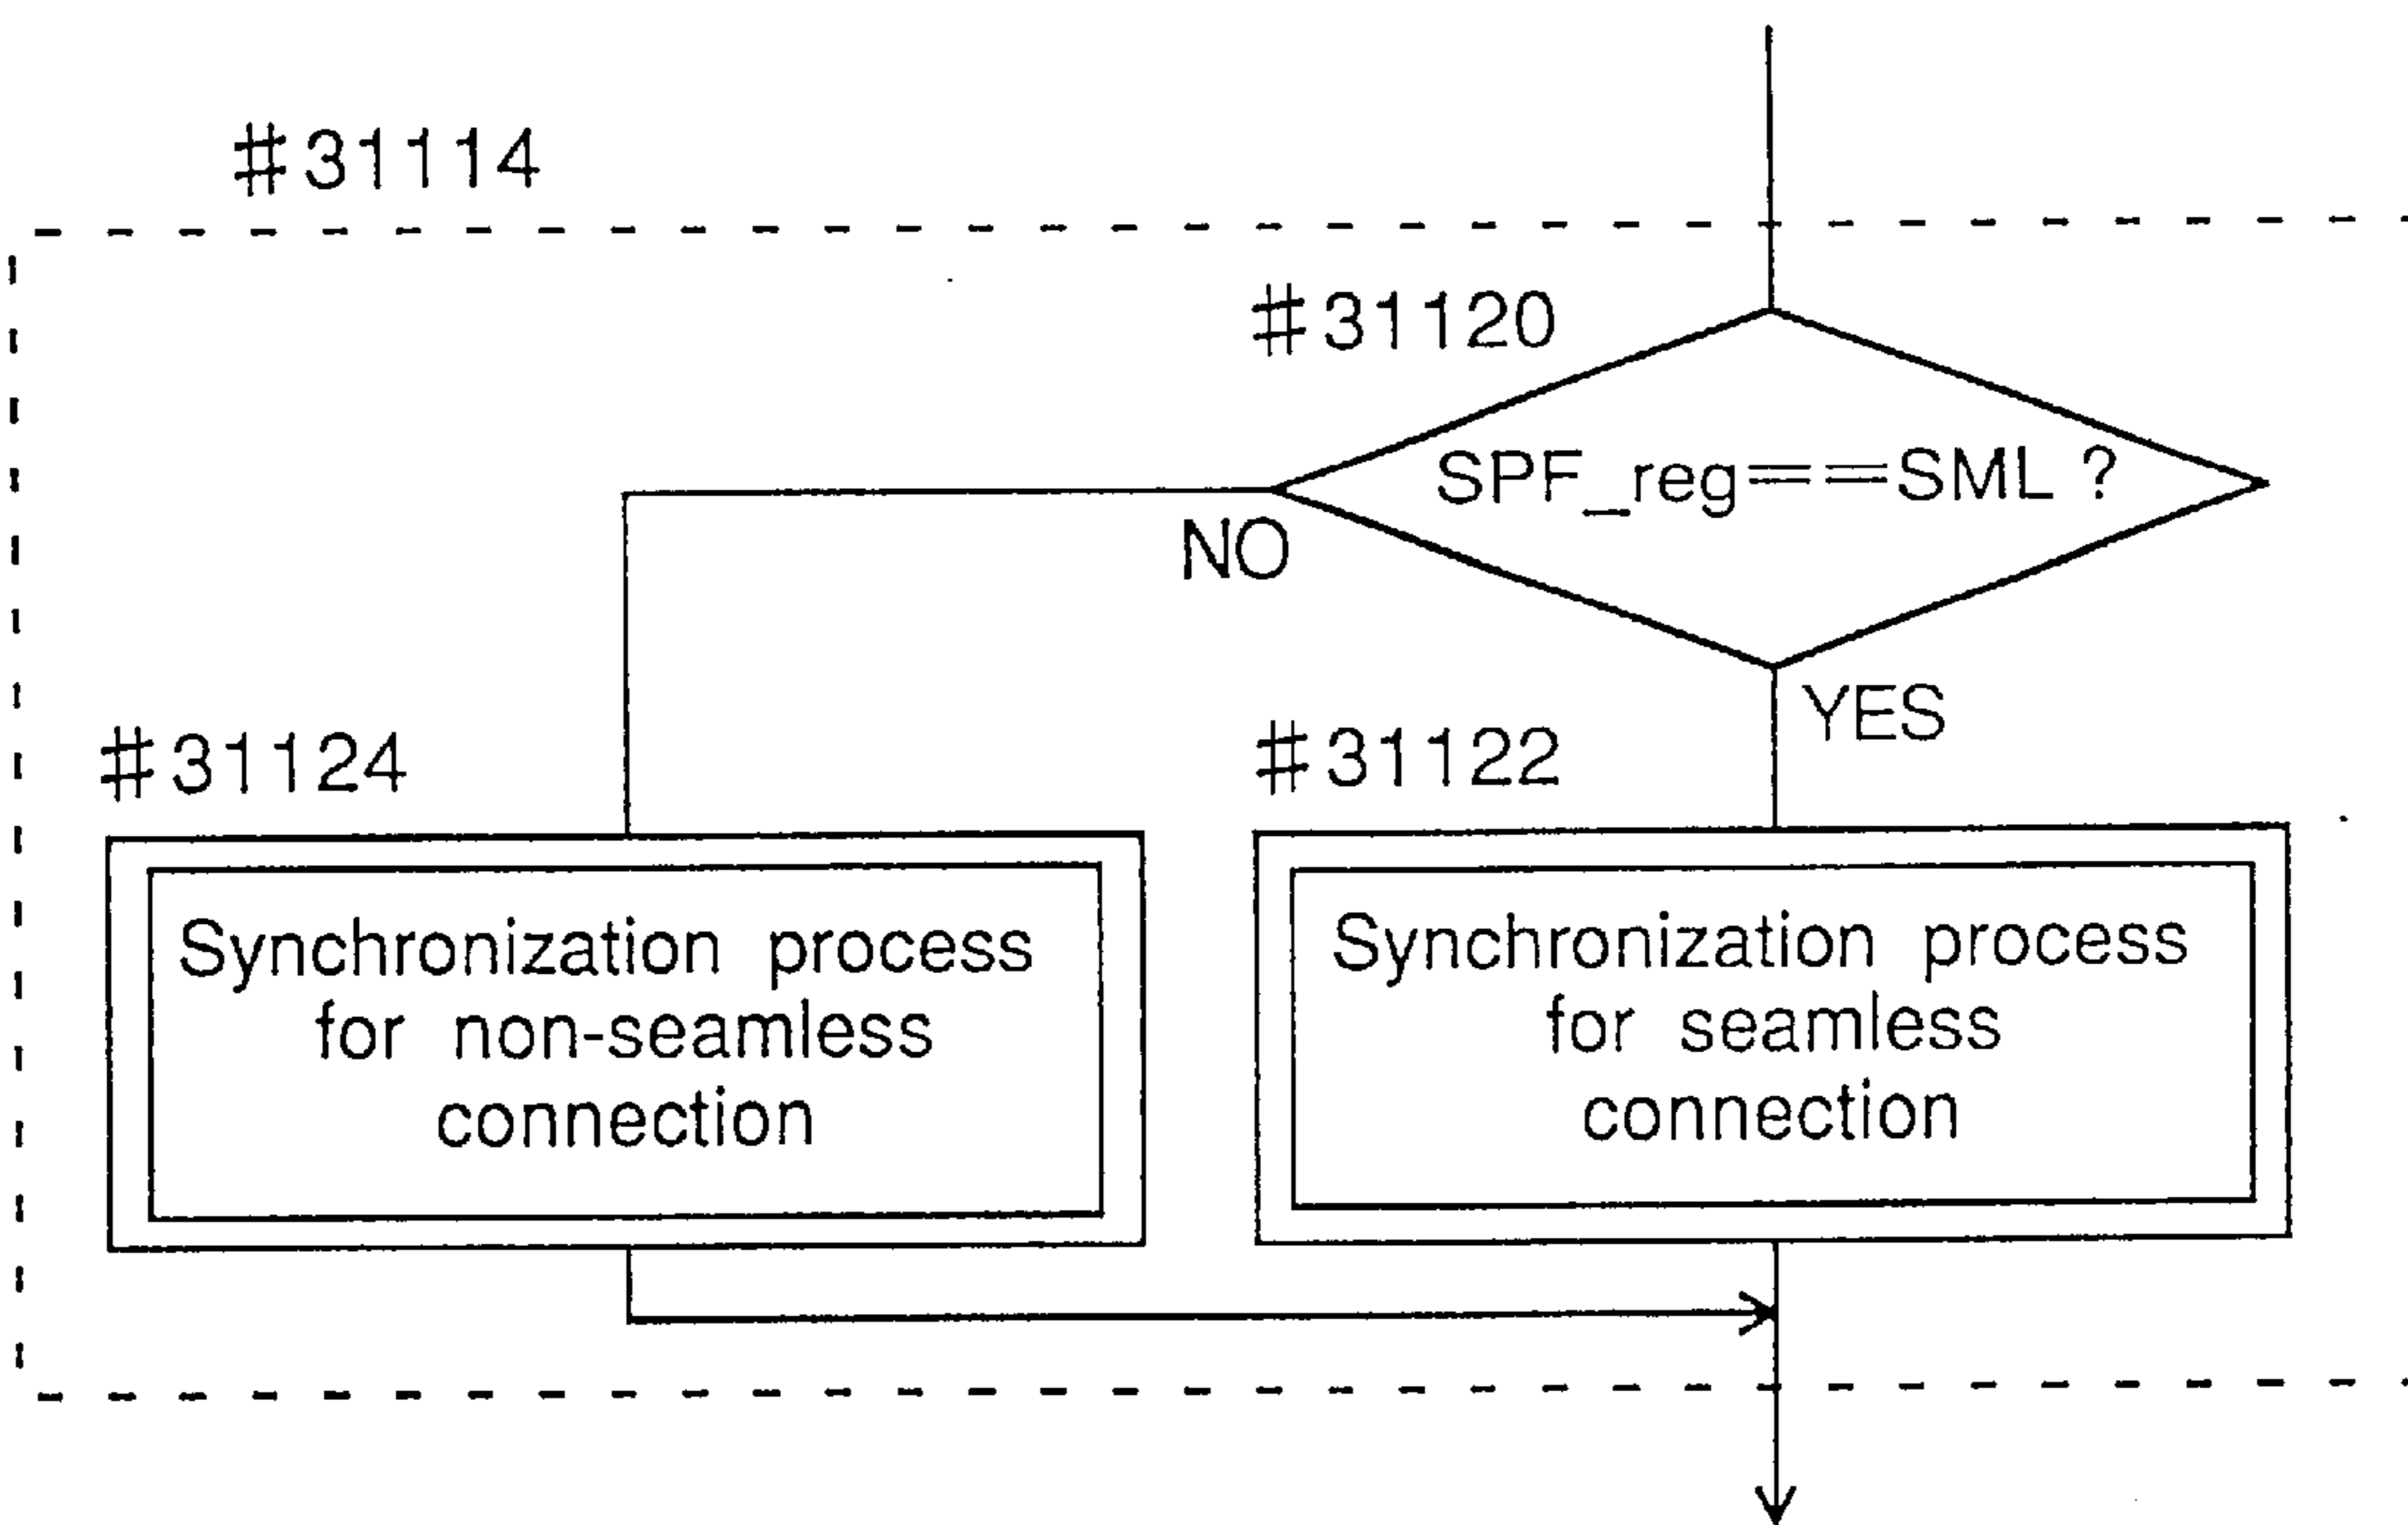 #31114
#31120
SPF_reg==SML ?
NO
YES
#31124
#31122
Synchronization process
for non-seamless
connection
Synchronization process
for seamless
connection